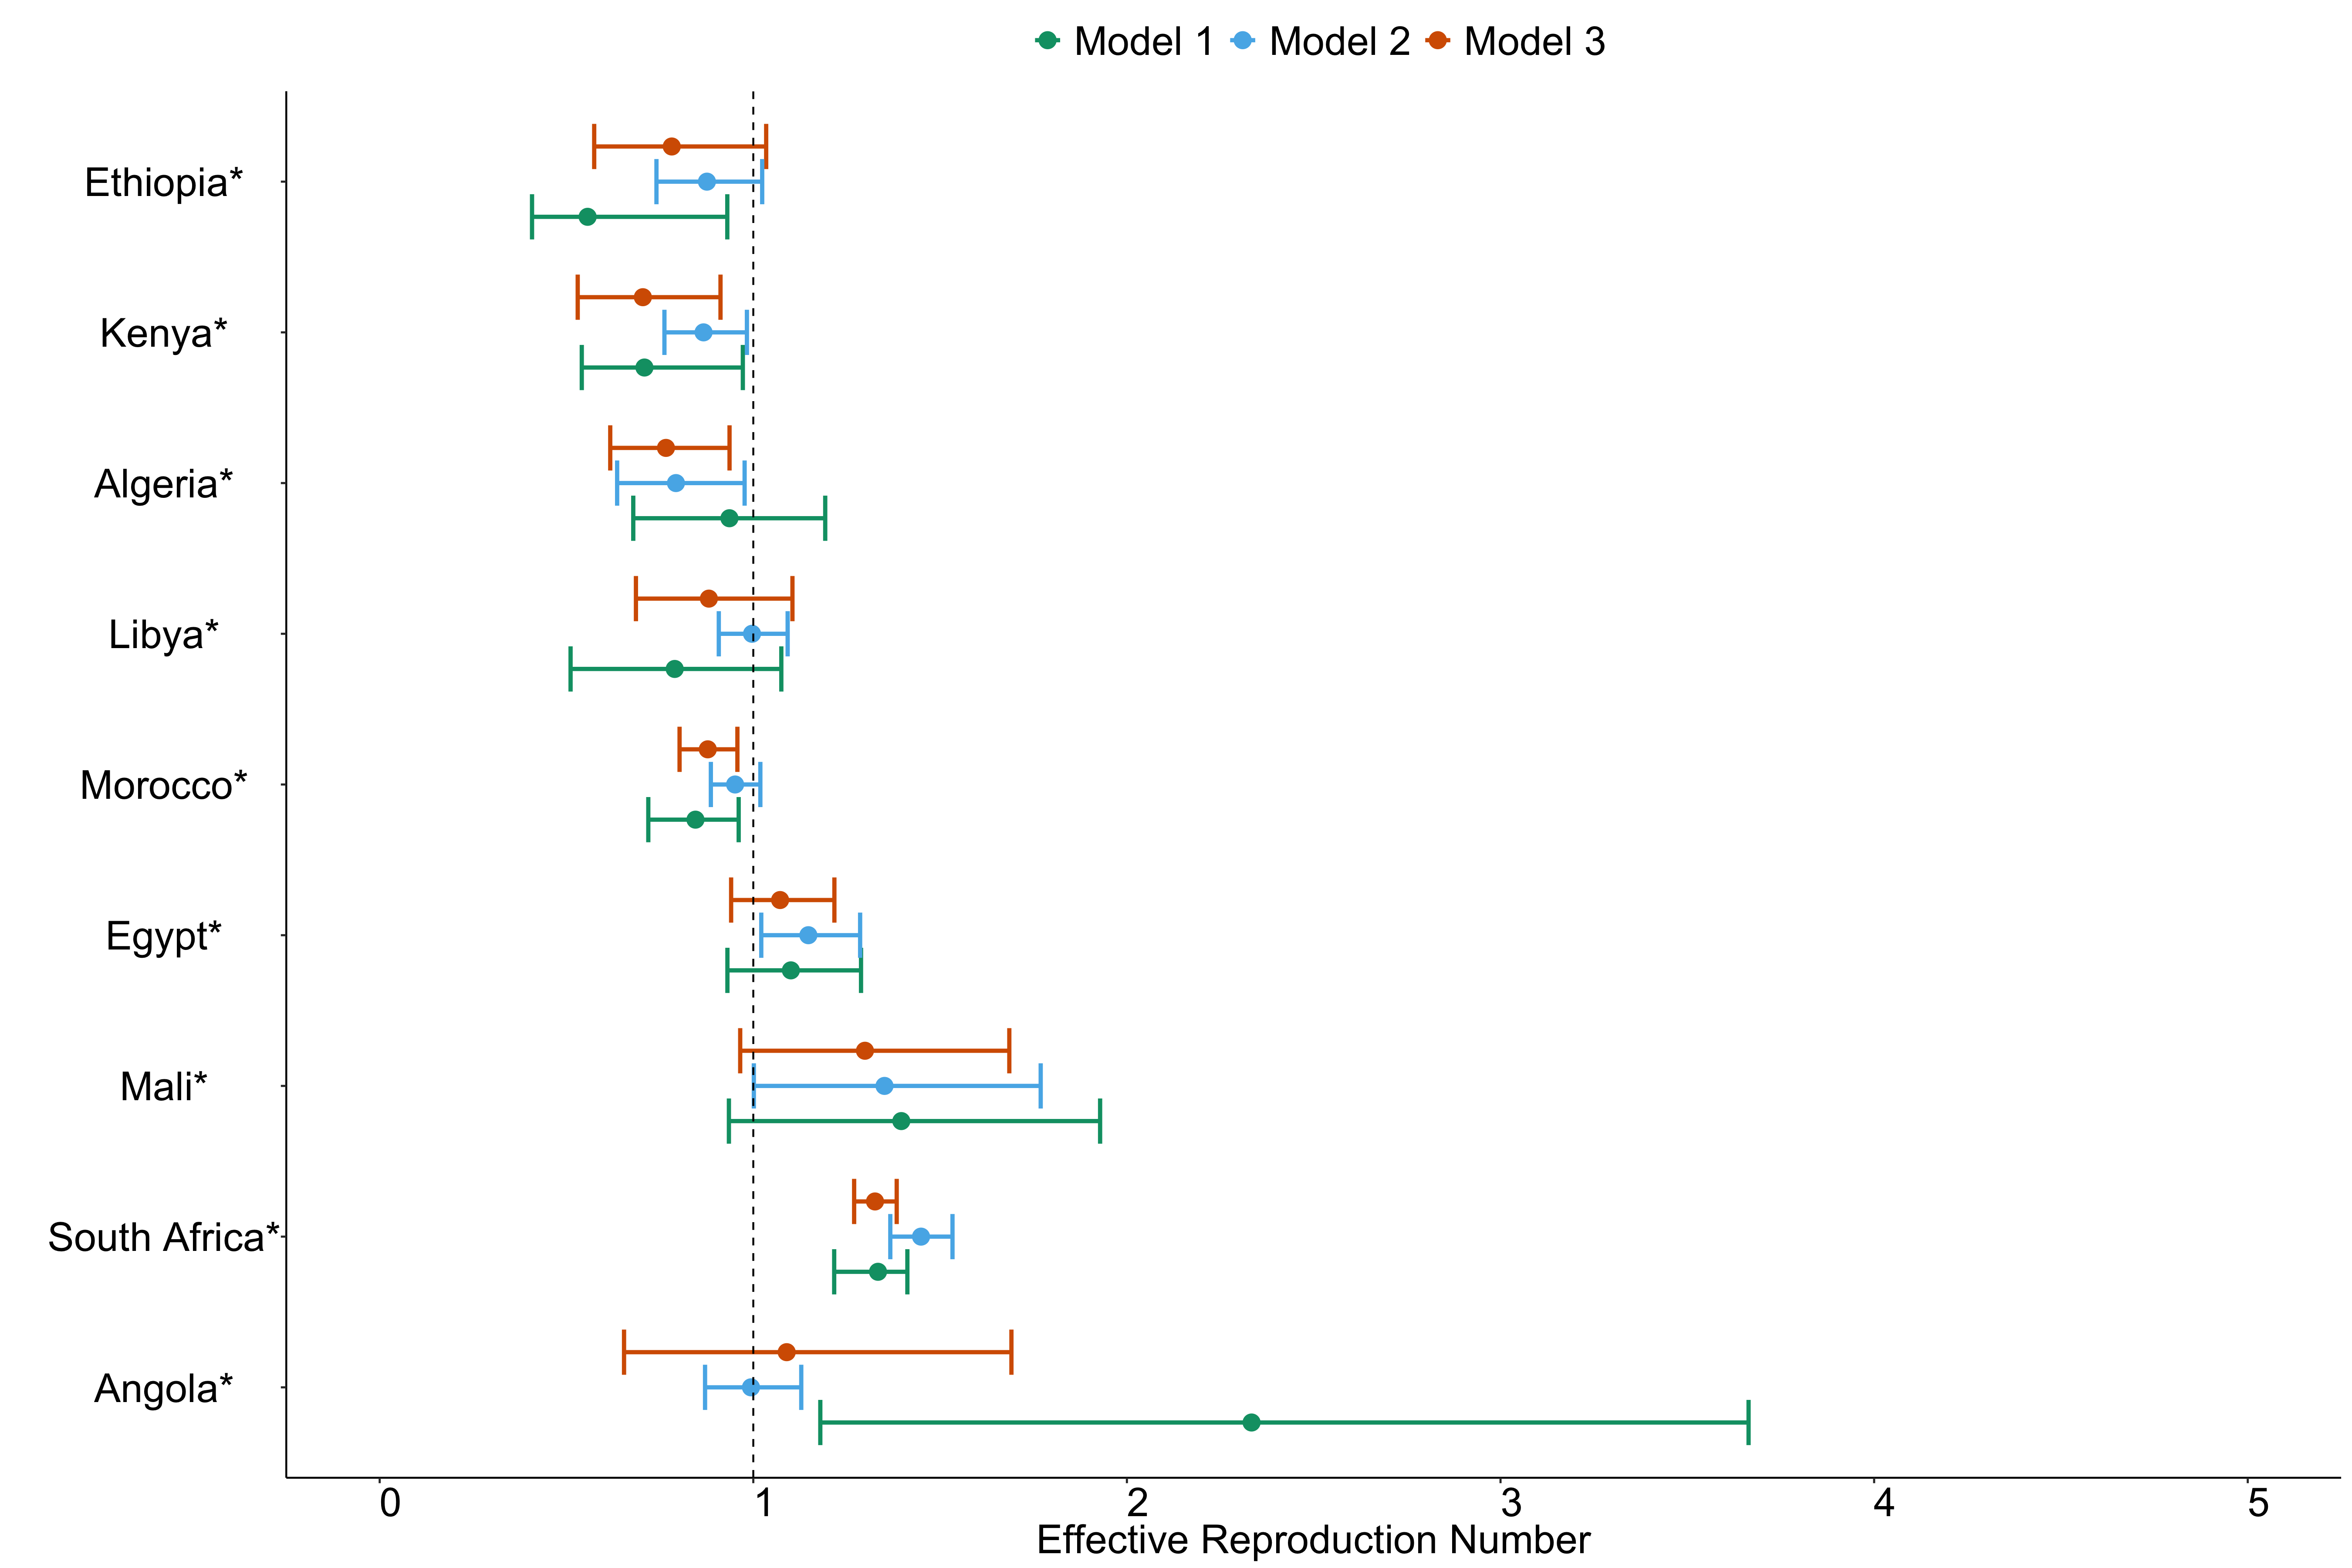 Model 1 Model 2 Model 3
Ethiopia*
Kenya*
Algeria*
Libya*
Morocco*
Egypt*
Mali*
South Africa*
Angola*
0 1 2 3 4 5
Effective Reproduction Number